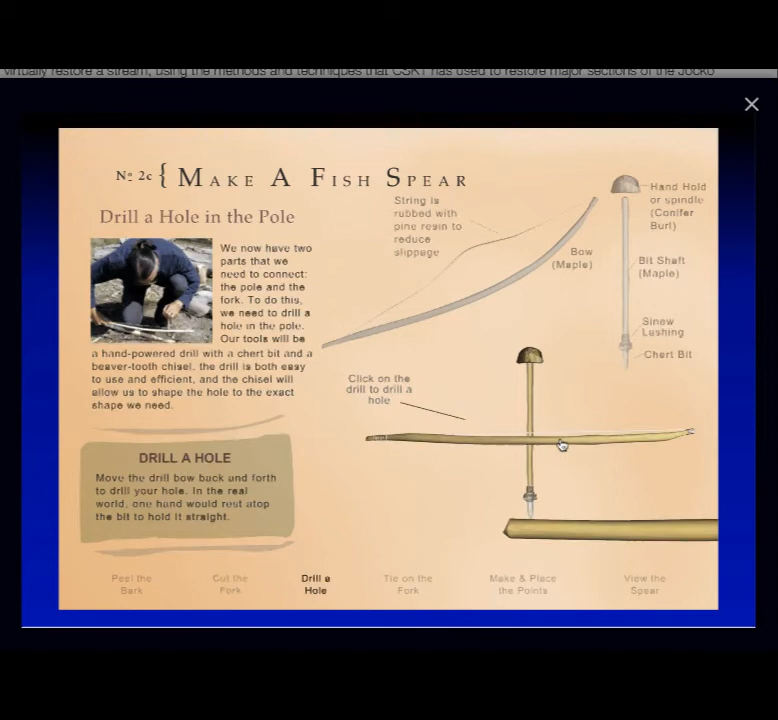 virtually restore a stream, using the methods and techniques that CSKT has used to restore major sections of the Jocko
No 2c { MAKE A FISH SPEAR
Drill a Hole in the Pole
We now have two
parts that we
need to connect:
the pole and the
fork. To do this,
we need to drill a
hole in the pole.
Our tools will be
a hand-powered drill with a chert bit and a
beaver-tooth chisel. the drill is both easy
to use and efficient, and the chisel will
allow us to shape the hole to the exact
shape we need.
DRILL A HOLE
Move the drill bow back and forth
to drill your hole. In the real
world, one hand would rest atop
the bit to hold it straight.
String is
rubbed with
pine resin to
reduce
slippage
Bow
(Maple)
Hand Hold
or spindle
(Conifer
Burl)
Bit Shaft
(Maple)
Sinew
Lashing
Chert Bit
Click on the
drill to drill a
hole
Peel the
Bark
Cut the
Fork
Drill a
Hole
Tie on the
Fork
Make & Place
the Points
View the
Spear